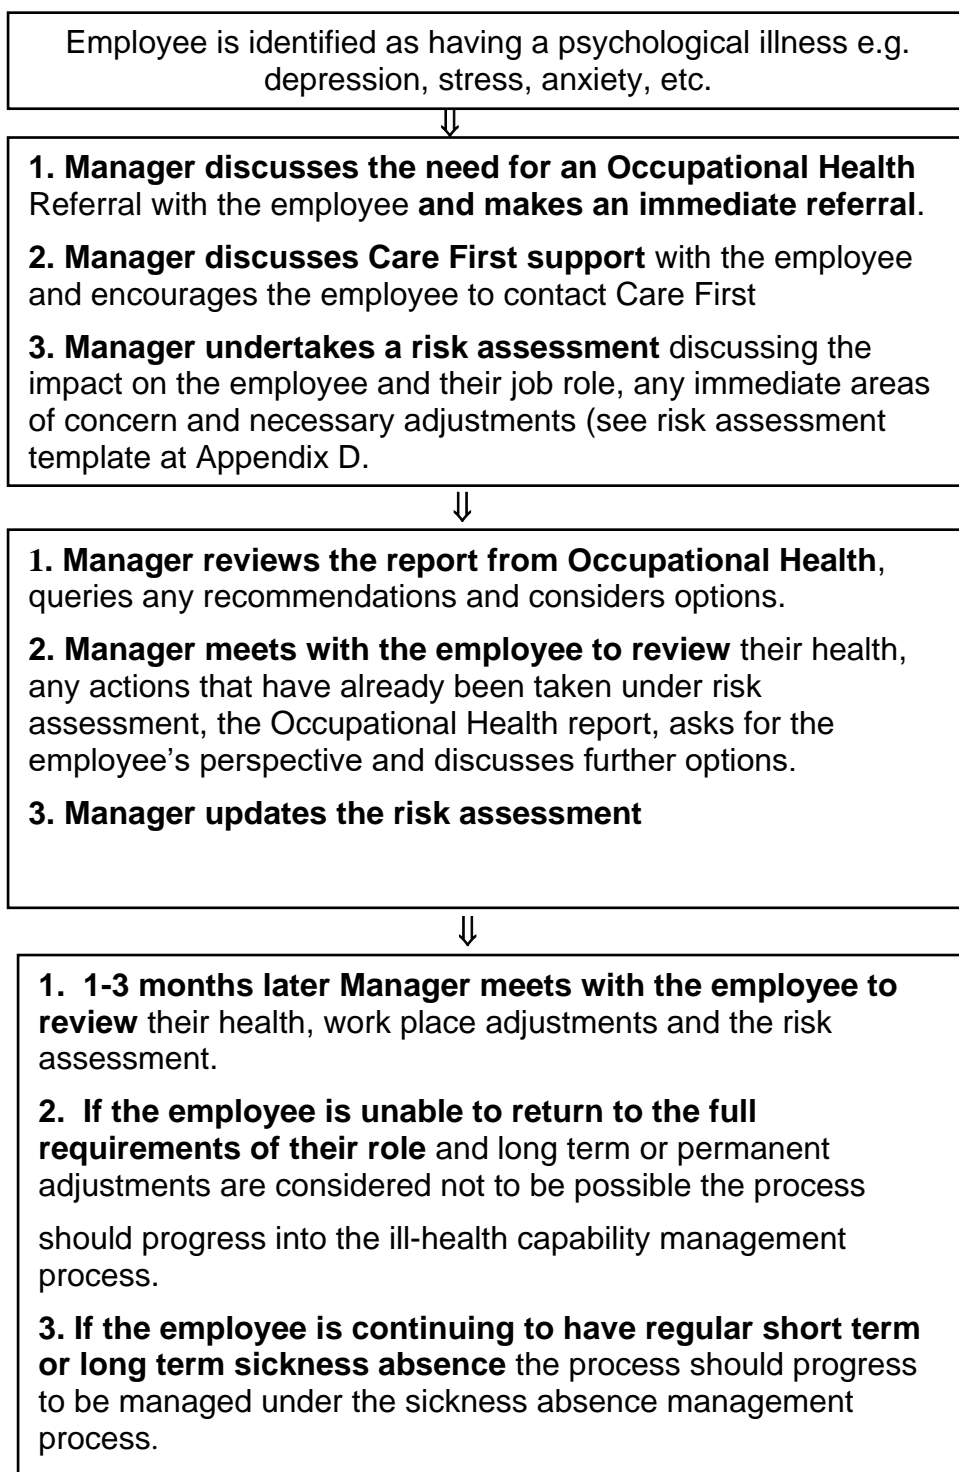 Employee is identified as having a psychological illness e.g.
depression, stress, anxiety, etc.
⇓
1. Manager discusses the need for an Occupational Health
Referral with the employee and makes an immediate referral.
2. Manager discusses Care First support with the employee
and encourages the employee to contact Care First
3. Manager undertakes a risk assessment discussing the
impact on the employee and their job role, any immediate areas
of concern and necessary adjustments (see risk assessment
template at Appendix D.
⇓
1. Manager reviews the report from Occupational Health,
queries any recommendations and considers options.
2. Manager meets with the employee to review their health,
any actions that have already been taken under risk
assessment, the Occupational Health report, asks for the
employee’s perspective and discusses further options.
3. Manager updates the risk assessment
⇓
1. 1-3 months later Manager meets with the employee to
review their health, work place adjustments and the risk
assessment.
2. If the employee is unable to return to the full
requirements of their role and long term or permanent
adjustments are considered not to be possible the process
should progress into the ill-health capability management
process.
3. If the employee is continuing to have regular short term
or long term sickness absence the process should progress
to be managed under the sickness absence management
process.